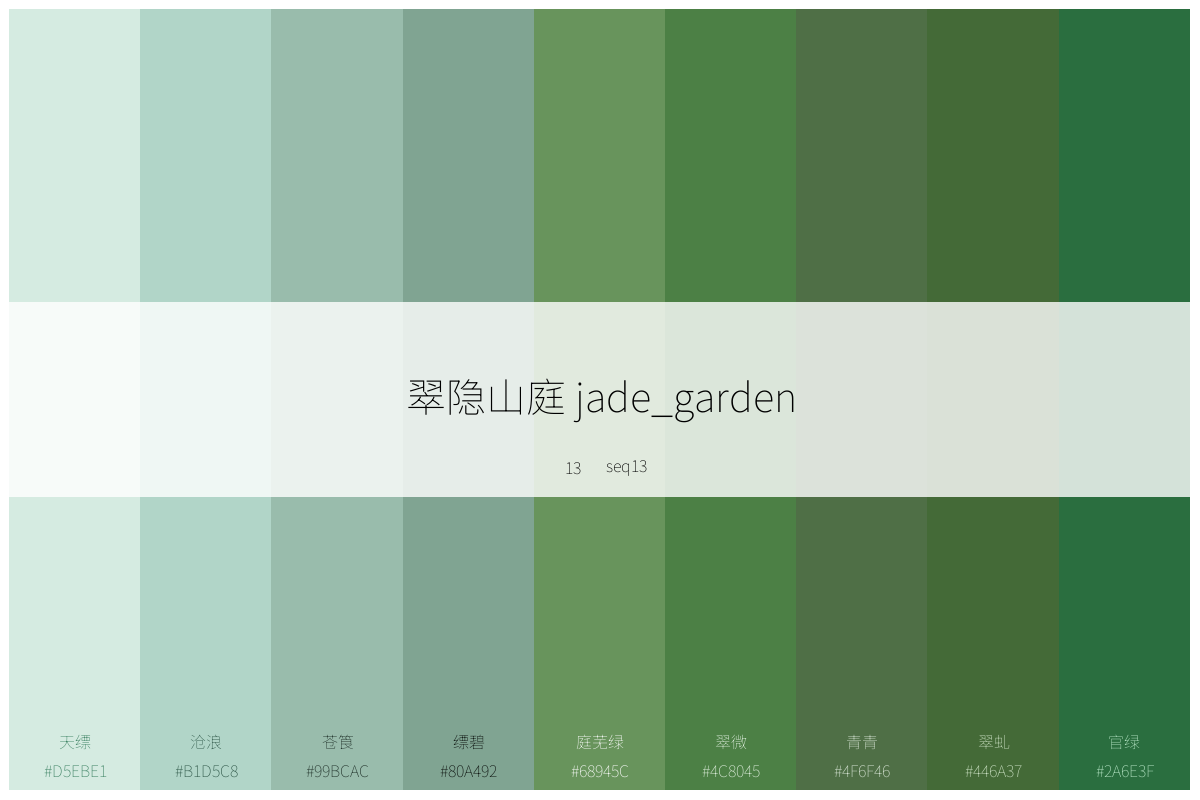 翠隐山庭 jade_garden
13 seq13
天缥 沧浪 苍筤 缥碧 庭芜绿 翠微 青青 翠虬 官绿
#D5EBE1 #B1D5C8 #99BCAC #80A492 #68945C #4C8045 #4F6F46 #446A37 #2A6E3F